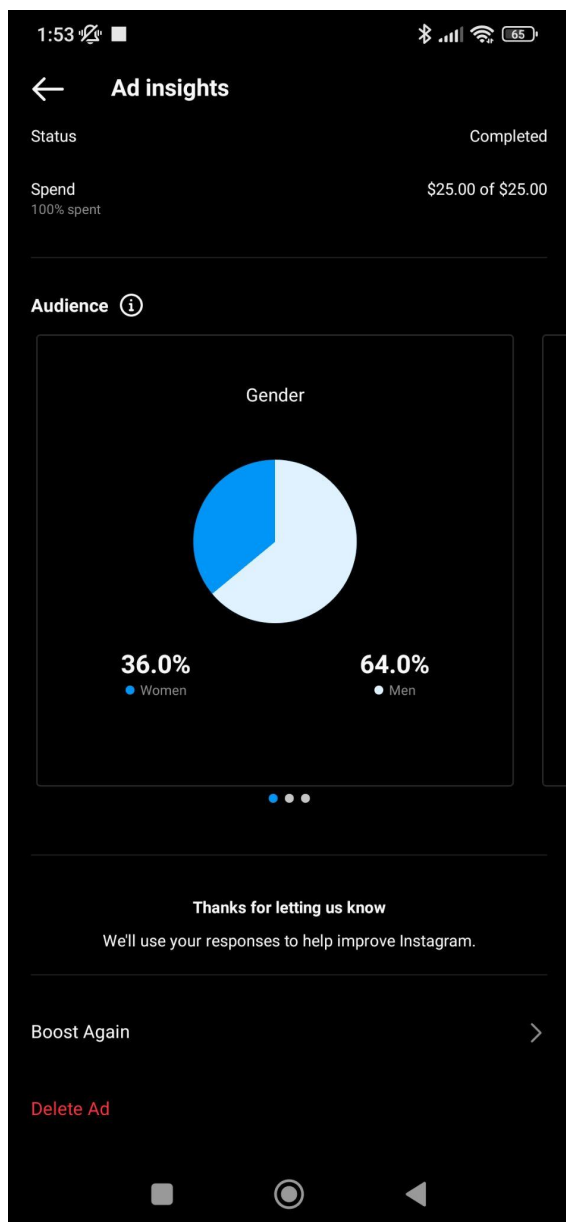 1:53
65
Ad insights
Status Completed
Spend $25.00 of $25.00
100% spent
Audience
Gender
36.0% 64.0%
Women Men
Thanks for letting us know
We'll use your responses to help improve Instagram.
Boost Again
Delete Ad